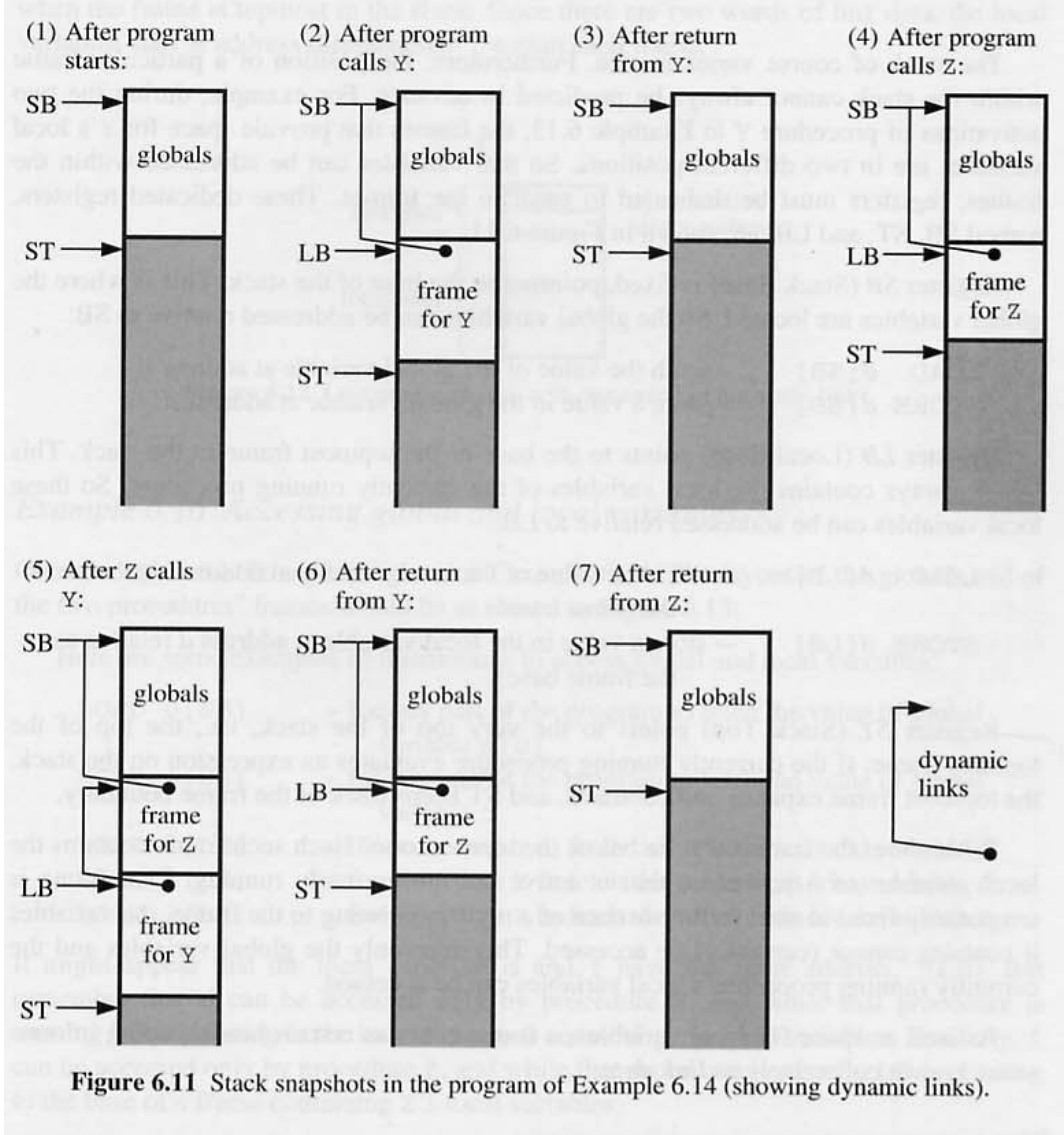 (1) After program starts:
(2) After program calls Y:
(3) After return from Y:
(4) After program calls Z:
SB
globals
ST
SB
globals
LB
frame for Y
ST
SB
globals
ST
SB
globals
LB
frame for Z
ST
(5) After Z calls Y:
(6) After return from Y:
(7) After return from Z:
SB
globals
frame for Z
LB
frame for Y
ST
SB
globals
LB
frame for Z
ST
SB
globals
ST
dynamic links
Figure 6.11 Stack snapshots in the program of Example 6.14 (showing dynamic links).